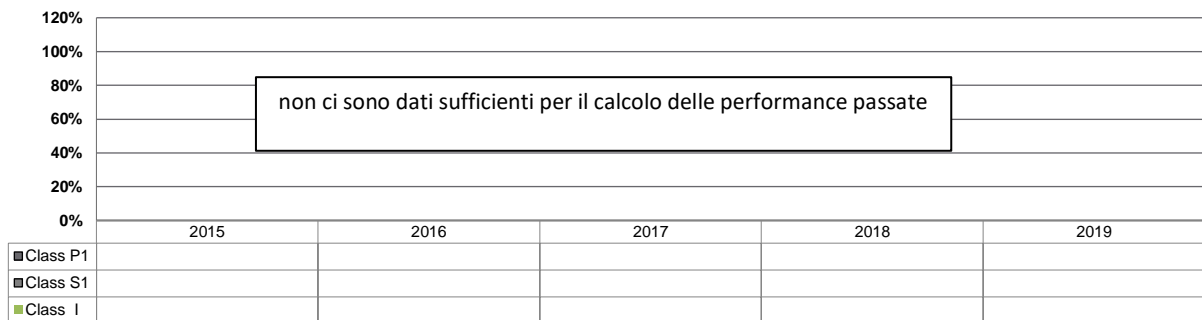 120%
100%
80%
non ci sono dati sufficienti per il calcolo delle performance passate
60%
40%
20%
0%
2015 2016 2017 2018 2019
Class P1
Class S1
Class I